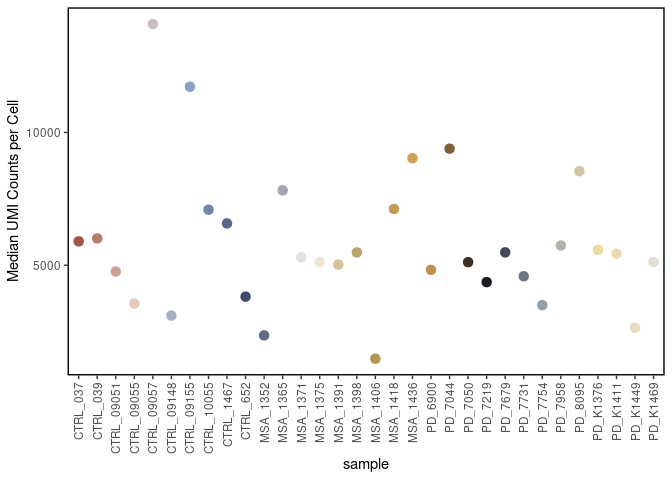 Median UMI Counts per Cell
10000
5000
CTRL_037
CTRL_039
CTRL_09051
CTRL_09055
CTRL_09057
CTRL_09148
CTRL_09155
CTRL_10055
CTRL_1467
CTRL_652
MSA_1352
MSA_1365
MSA_1371
MSA_1375
MSA_1391
MSA_1398
MSA_1406
MSA_1418
MSA_1436
PD_6900
PD_7044
PD_7050
PD_7219
PD_7679
PD_7731
PD_7754
PD_7958
PD_8095
PD_K1376
PD_K1411
PD_K1449
PD_K1469
sample